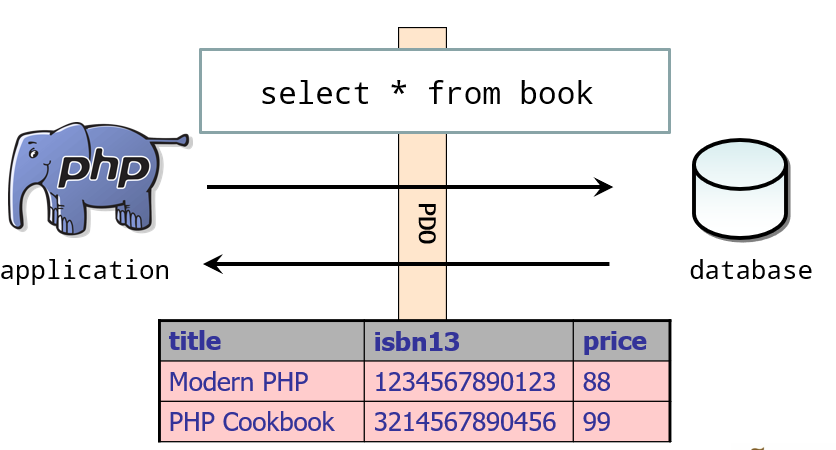 select * from book
php
PDO
application
database
title isbn13 price
Modern PHP 1234567890123 88
PHP Cookbook 3214567890456 99